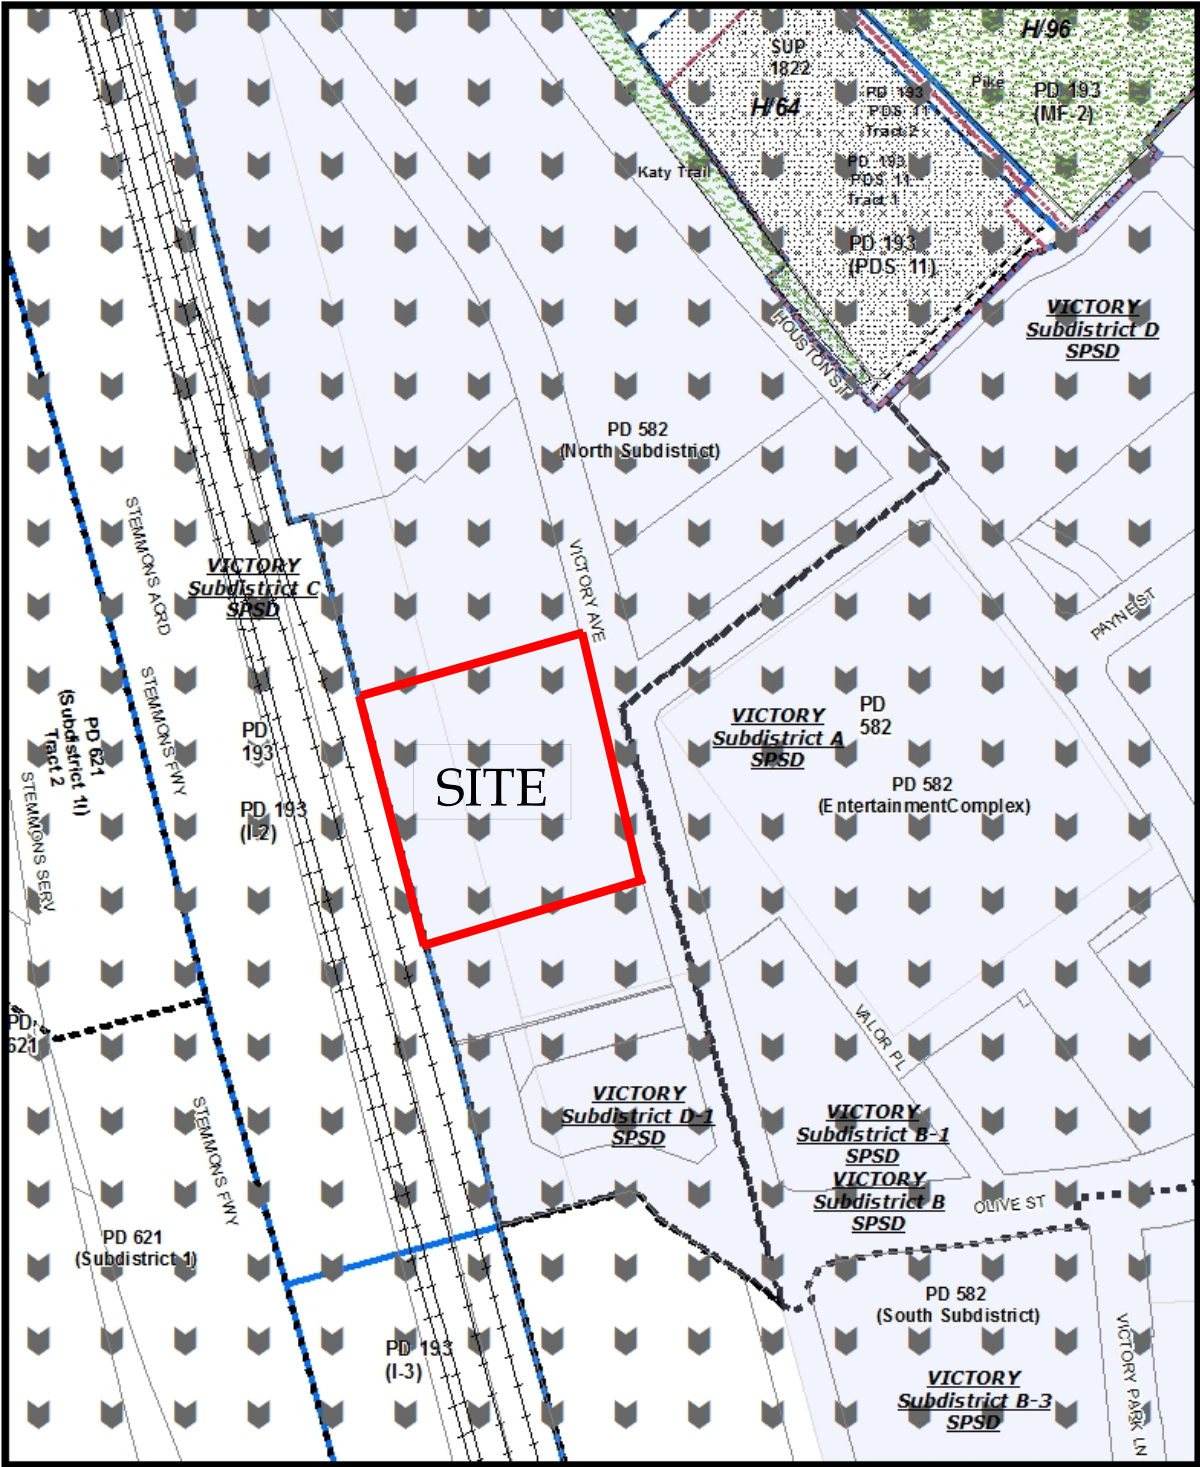 H/96
SUP
1822
Pike
H/64
PD 193
PDS 11
Tract 2
PD 193
(MF-2)
PD 193
PDS 11
Tract 1
Katy Trail
PD 193
(PDS 11)
HOUSTON ST
VICTORY
Subdistrict D
SPSD
PD 582
(North Subdistrict)
STEMMONS ACRD
VICTORY AVE
VICTORY
Subdistrict C
SPSD
PAYNE ST
STEMMONS FWY
PD 621
(Subdistrict 1I)
Tract 2
PD
193
VICTORY
Subdistrict A
SPSD
PD
582
STEMMONS SERV
SITE
PD 582
(EntertainmentComplex)
PD 193
(I-2)
PD
621
VALOR PL
VICTORY
Subdistrict D-1
SPSD
STEMMONS FWY
VICTORY
Subdistrict B-1
SPSD
VICTORY
Subdistrict B
SPSD
OLIVE ST
PD 621
(Subdistrict 1)
PD 582
(South Subdistrict)
PD 193
(I-3)
VICTORY PARK LN
VICTORY
Subdistrict B-3
SPSD